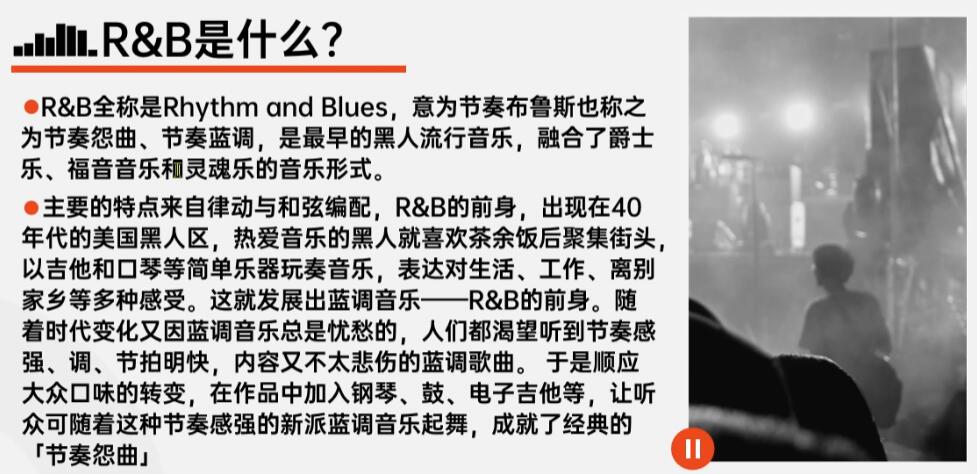 R&B是什么？
●R&B全称是Rhythm and Blues，意为节奏布鲁斯也称之
为节奏怨曲、节奏蓝调，是最早的黑人流行音乐，融合了爵士
乐、福音音乐和灵魂乐的音乐形式。
●主要的特点来自律动与和弦编配，R&B的前身，出现在40
年代的美国黑人区，热爱音乐的黑人就喜欢茶余饭后聚集街头，
以吉他和口琴等简单乐器玩奏音乐，表达对生活、工作、离别
家乡等多种感受。这就发展出蓝调音乐——R&B的前身。随
着时代变化又因蓝调音乐总是忧愁的，人们都渴望听到节奏感
强、调、节拍明快，内容又不太悲伤的蓝调歌曲。 于是顺应
大众口味的转变，在作品中加入钢琴、鼓、电子吉他等，让听
众可随着这种节奏感强的新派蓝调音乐起舞，成就了经典的
「节奏怨曲」